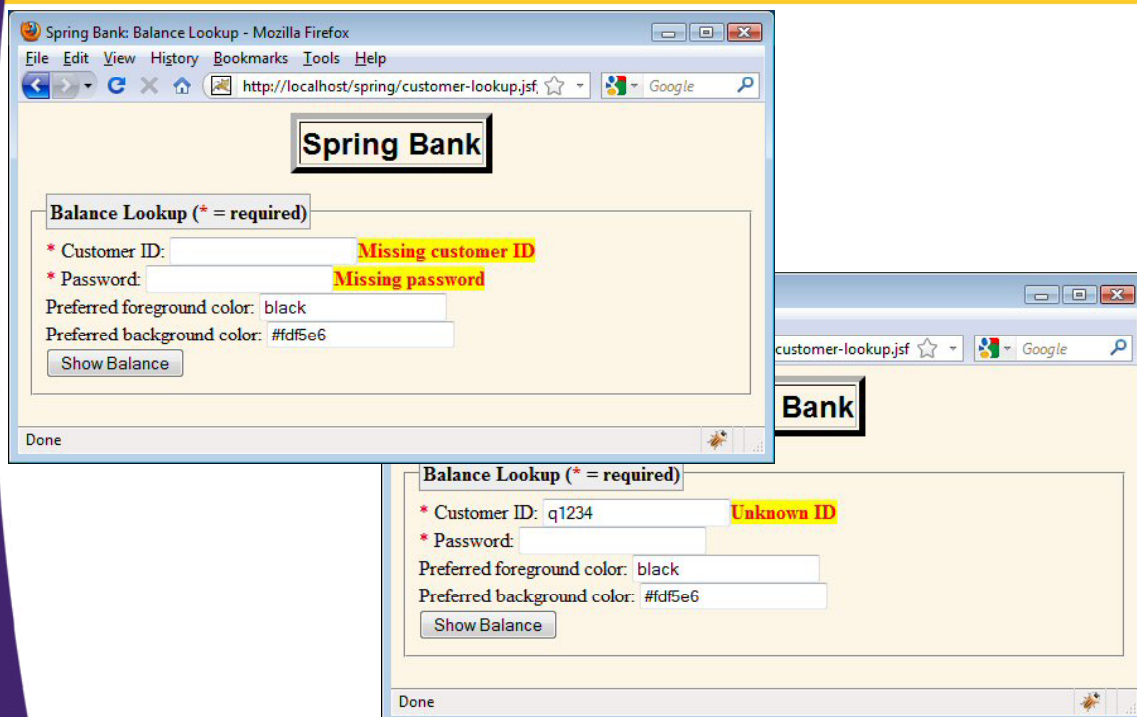 Spring Bank: Balance Lookup - Mozilla Firefox
File Edit View History Bookmarks Tools Help
http://localhost/spring/customer-lookup.jsf; Google
Spring Bank
Balance Lookup (* = required)
* Customer ID: Missing customer ID
* Password: Missing password
Preferred foreground color: black
Preferred background color: #fdf5e6
Show Balance
Done
customer-lookup.jsf Google
Bank
Balance Lookup (* = required)
* Customer ID: q1234 Unknown ID
* Password:
Preferred foreground color: black
Preferred background color: #fdf5e6
Show Balance
Done